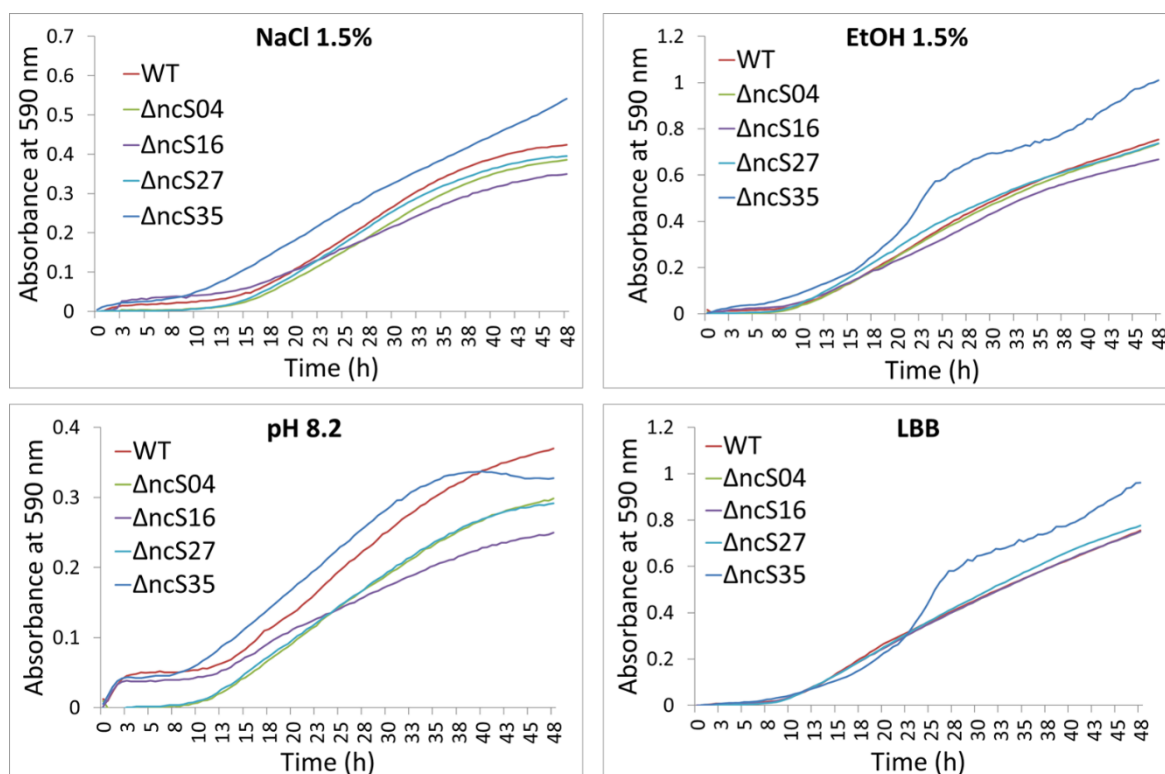 NaCl 1.5%
Absorbance at 590 nm
0.7
0.6
0.5
0.4
0.3
0.2
0.1
0
WT
ΔncS04
ΔncS16
ΔncS27
ΔncS35
0 3 5 8 10 13 15 18 20 23 25 28 30 33 35 38 40 43 45 48
Time (h)
EtOH 1.5%
Absorbance at 590 nm
1.2
1
0.8
0.6
0.4
0.2
0
WT
ΔncS04
ΔncS16
ΔncS27
ΔncS35
0 3 5 8 10 13 15 18 20 23 25 28 30 33 35 38 40 43 45 48
Time (h)
pH 8.2
Absorbance at 590 nm
0.4
0.3
0.2
0.1
0
WT
ΔncS04
ΔncS16
ΔncS27
ΔncS35
0 3 5 8 10 13 15 18 20 23 25 28 30 33 35 38 40 43 45 48
Time (h)
LBB
Absorbance at 590 nm
1.2
1
0.8
0.6
0.4
0.2
0
WT
ΔncS04
ΔncS16
ΔncS27
ΔncS35
0 3 5 8 10 13 15 18 20 23 25 28 30 33 35 38 40 43 45 48
Time (h)